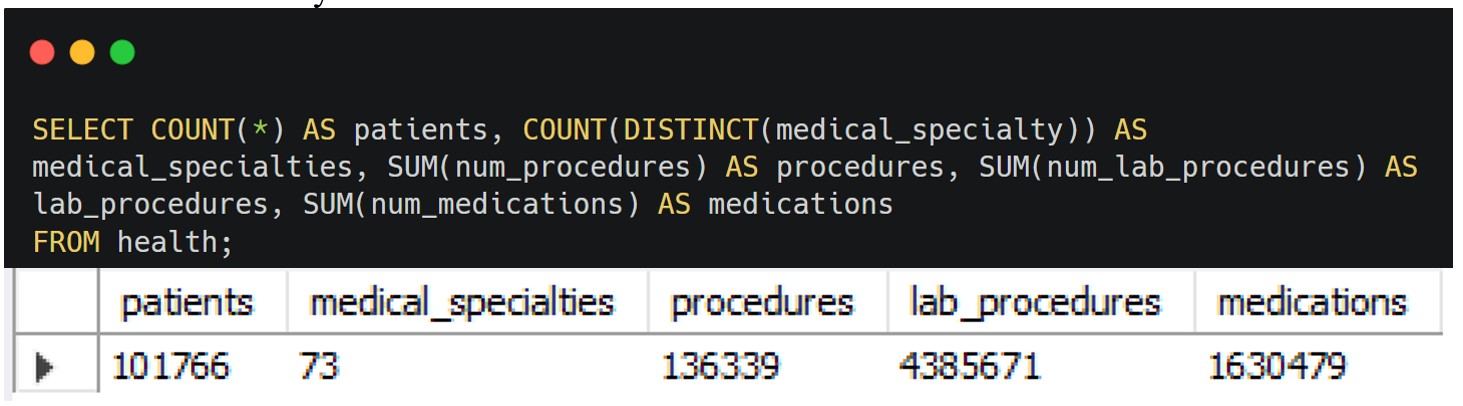 SELECT COUNT(*) AS patients, COUNT(DISTINCT(medical_specialty)) AS
medical_specialties, SUM(num_procedures) AS procedures, SUM(num_lab_procedures) AS
lab_procedures, SUM(num_medications) AS medications
FROM health;
patients medical_specialties procedures lab_procedures medications
101766 73 136339 4385671 1630479